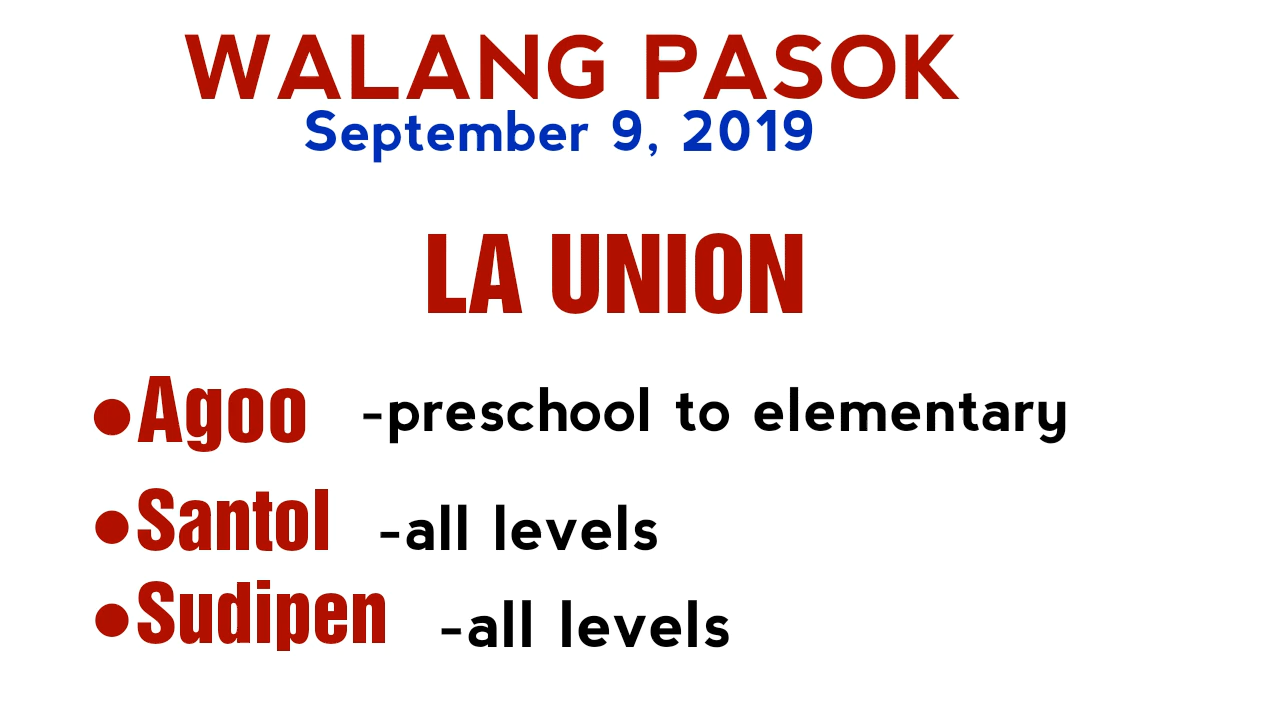 WALANG PASOK
September 9, 2019
LA UNION
●Agoo -preschool to elementary
●Santol -all levels
●Sudipen -all levels